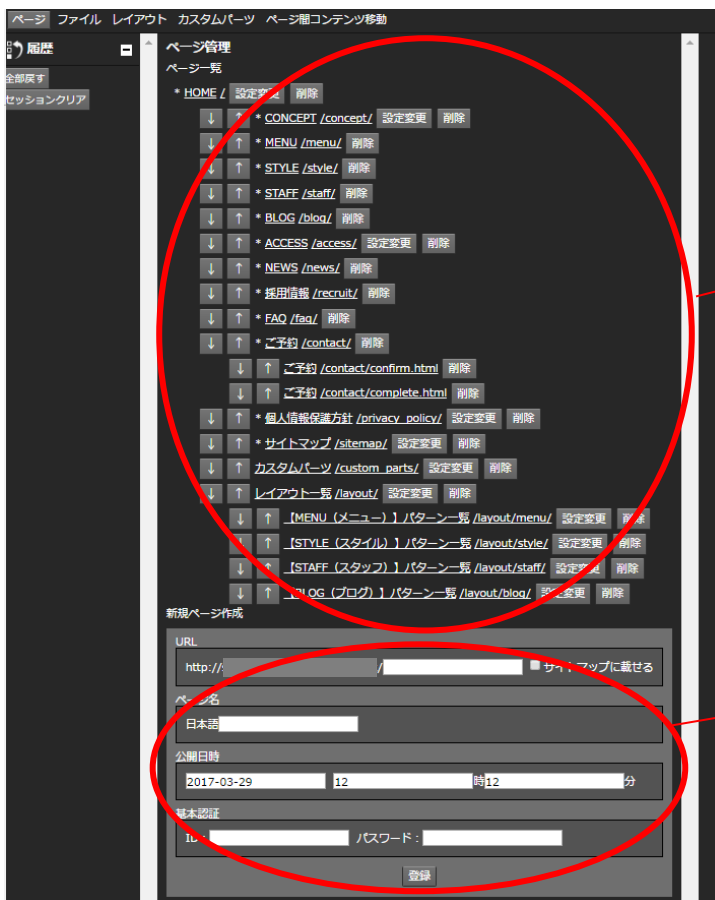 ページ ファイル レイアウト カスタムパーツ ページ間コンテンツ移動
履歴
全部戻す
セッションクリア
ページ管理
ページ一覧
* HOME / 設定変更 削除
↓ ↑ * CONCEPT /concept/ 設定変更 削除
↓ ↑ * MENU /menu/ 削除
↓ ↑ * STYLE /style/ 削除
↓ ↑ * STAFF /staff/ 削除
↓ ↑ * BLOG /blog/ 削除
↓ ↑ * ACCESS /access/ 設定変更 削除
↓ ↑ * NEWS /news/ 削除
↓ ↑ * 採用情報 /recruit/ 削除
↓ ↑ * FAQ /faq/ 削除
↓ ↑ * ご予約 /contact/ 削除
↓ ↑ ご予約 /contact/confirm.html 削除
↓ ↑ ご予約 /contact/complete.html 削除
↓ ↑ * 個人情報保護方針 /privacy_policy/ 設定変更 削除
↓ ↑ * サイトマップ /sitemap/ 設定変更 削除
↓ ↑ カスタムパーツ /custom_parts/ 設定変更 削除
↓ ↑ レイアウト一覧 /layout/ 設定変更 削除
↓ ↑ 【MENU（メニュー）】パターン一覧 /layout/menu/ 設定変更 削除
↓ ↑ 【STYLE（スタイル）】パターン一覧 /layout/style/ 設定変更 削除
↓ ↑ 【STAFF（スタッフ）】パターン一覧 /layout/staff/ 設定変更 削除
↓ ↑ 【BLOG（ブログ）】パターン一覧 /layout/blog/ 設定変更 削除
新規ページ作成
URL
http:// / サイトマップに載せる
ページ名
日本語
公開日時
2017-03-29 12 時 12 分
基本認証
ID： パスワード：
登録